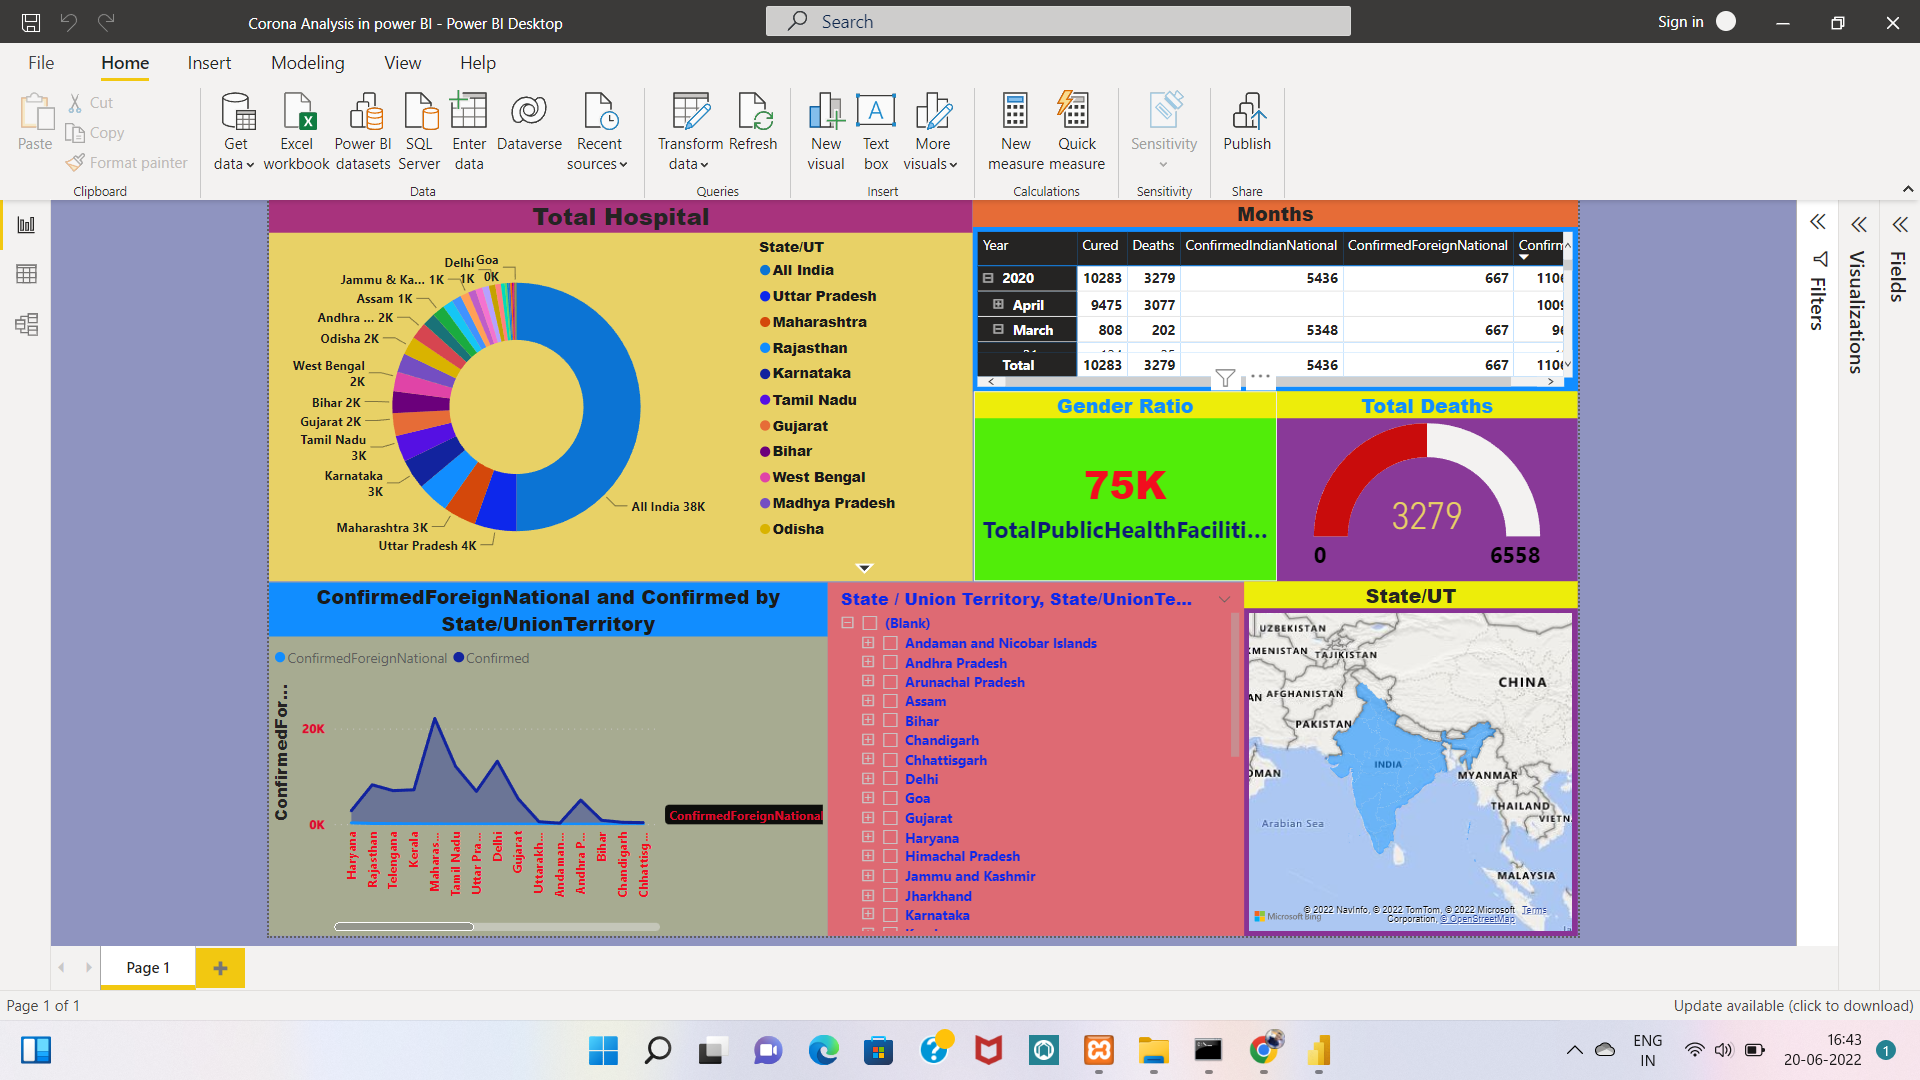 Corona Analysis in power BI - Power BI Desktop
Search
Sign in
File
Home
Insert
Modeling
View
Help
Paste
Cut
Copy
Format painter
Clipboard
Get data
Excel workbook
Power BI datasets
SQL Server
Enter data
Dataverse
Recent sources
Data
Transform data
Refresh
Queries
New visual
Text box
More visuals
Insert
New measure
Quick measure
Calculations
Sensitivity
Sensitivity
Publish
Share
Total Hospital
Delhi 1K
Goa 0K
Jammu & Ka... 1K
Assam 1K
Andhra ... 2K
Odisha 2K
West Bengal
2K
Bihar 2K
Gujarat 2K
Tamil Nadu
3K
Karnataka
3K
Maharashtra 3K
Uttar Pradesh 4K
All India 38K
State/UT
All India
Uttar Pradesh
Maharashtra
Rajasthan
Karnataka
Tamil Nadu
Gujarat
Bihar
West Bengal
Madhya Pradesh
Odisha
Months
Year Cured Deaths ConfirmedIndianNational ConfirmedForeignNational Confirm
2020 10283 3279 5436 667 1106
April 9475 3077 1009
March 808 202 5348 667 96
Total 10283 3279 5436 667 1106
Gender Ratio
75K
TotalPublicHealthFaciliti...
Total Deaths
3279
0
6558
ConfirmedForeignNational and Confirmed by
State/UnionTerritory
ConfirmedForeignNational
Confirmed
ConfirmedFor...
20K
0K
Haryana
Rajasthan
Telengana
Kerala
Maharas...
Tamil Nadu
Uttar Pra...
Delhi
Gujarat
Uttarakh...
Andaman...
Andhra P...
Bihar
Chandigarh
Chhattisg...
ConfirmedForeignNational
State / Union Territory, State/UnionTe...
(Blank)
Andaman and Nicobar Islands
Andhra Pradesh
Arunachal Pradesh
Assam
Bihar
Chandigarh
Chhattisgarh
Delhi
Goa
Gujarat
Haryana
Himachal Pradesh
Jammu and Kashmir
Jharkhand
Karnataka
State/UT
UZBEKISTAN
KMENISTAN
TAJIKISTAN
CHINA
AN
AFGHANISTAN
PAKISTAN
INDIA
OMAN
MYANMAR
THAILAND
VIETN
Arabian Sea
MALAYSIA
Microsoft Bing
© 2022 NavInfo, © 2022 TomTom, © 2022 Microsoft
Corporation, © OpenStreetMap
Terms
Filters
Visualizations
Fields
Page 1
Page 1 of 1
Update available (click to download)
ENG
IN
16:43
20-06-2022
1